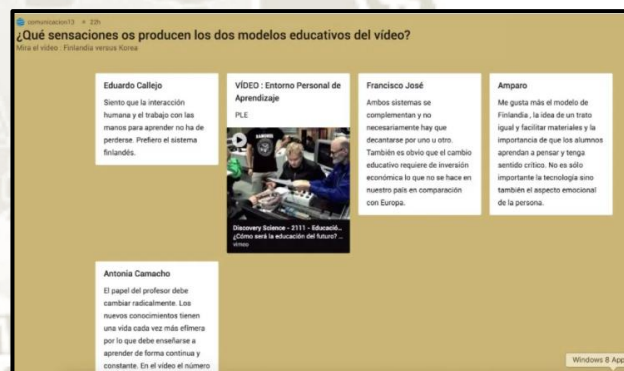 comunicacion13 • 22h
¿Qué sensaciones os producen los dos modelos educativos del vídeo?
Mira el vídeo : Finlandia versus Korea
Eduardo Callejo
Siento que la interacción
humana y el trabajo con las
manos para aprender no ha de
perderse. Prefiero el sistema
finlandés.
VÍDEO : Entorno Personal de
Aprendizaje
PLE
Discovery Science - 2111 - Educació...
¿Cómo será la educación del futuro? ...
vimeo
Francisco José
Ambos sistemas se
complementan y no
necesariamente hay que
decantarse por uno u otro.
También es obvio que el cambio
educativo requiere de inversión
económica lo que no se hace en
nuestro país en comparación
con Europa.
Amparo
Me gusta más el modelo de
Finlandia , la idea de un trato
igual y facilitar materiales y la
importancia de que los alumnos
aprendan a pensar y tenga
sentido crítico. No es sólo
importante la tecnología sino
también el aspecto emocional
de la persona.
Antonia Camacho
El papel del profesor debe
cambiar radicalmente. Los
nuevos conocimientos tienen
una vida cada vez más efímera
por lo que debe enseñarse a
aprender de forma continua y
constante. En el vídeo el número
Windows 8 App